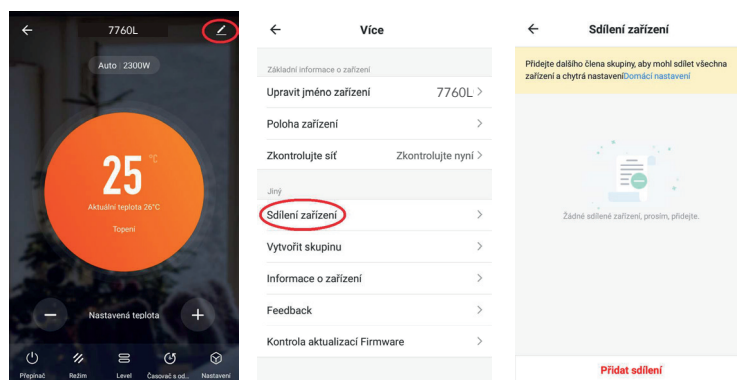 7760L
Auto | 2300W
25 °C
Aktuální teplota 26°C
Topení
Nastavená teplota
Přepínač
Režim
Level
Časovač s od...
Nastavení
Více
Základní informace o zařízení
Upravit jméno zařízení
7760L
Poloha zařízení
Zkontrolujte síť
Zkontrolujte nyní
Jiný
Sdílení zařízení
Vytvořit skupinu
Informace o zařízení
Feedback
Kontrola aktualizací Firmware
Sdílení zařízení
Přidejte dalšího člena skupiny, aby mohl sdílet všechna
zařízení a chytrá nastaveníDomácí nastavení
Žádné sdílené zařízení, prosím, přidejte.
Přidat sdílení